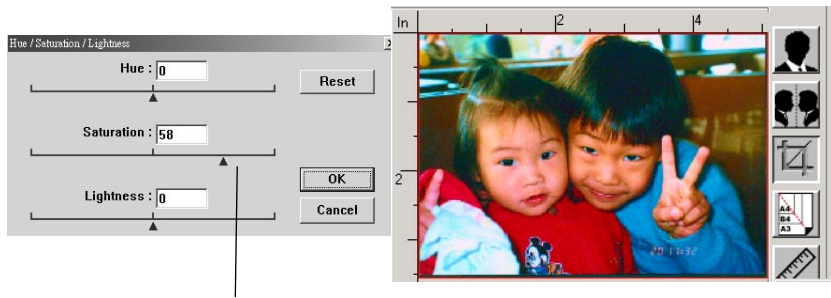 Hue / Saturation / Lightness
Hue : 0
Reset
Saturation : 58
OK
Lightness : 0
Cancel
In
2
4
2
A4
B4
A3